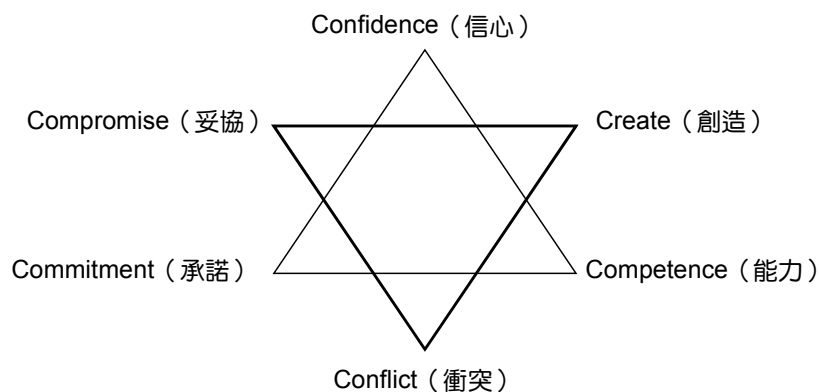 Confidence（信心）
Compromise（妥協）
Create（創造）
Commitment（承諾）
Competence（能力）
Conflict（衝突）